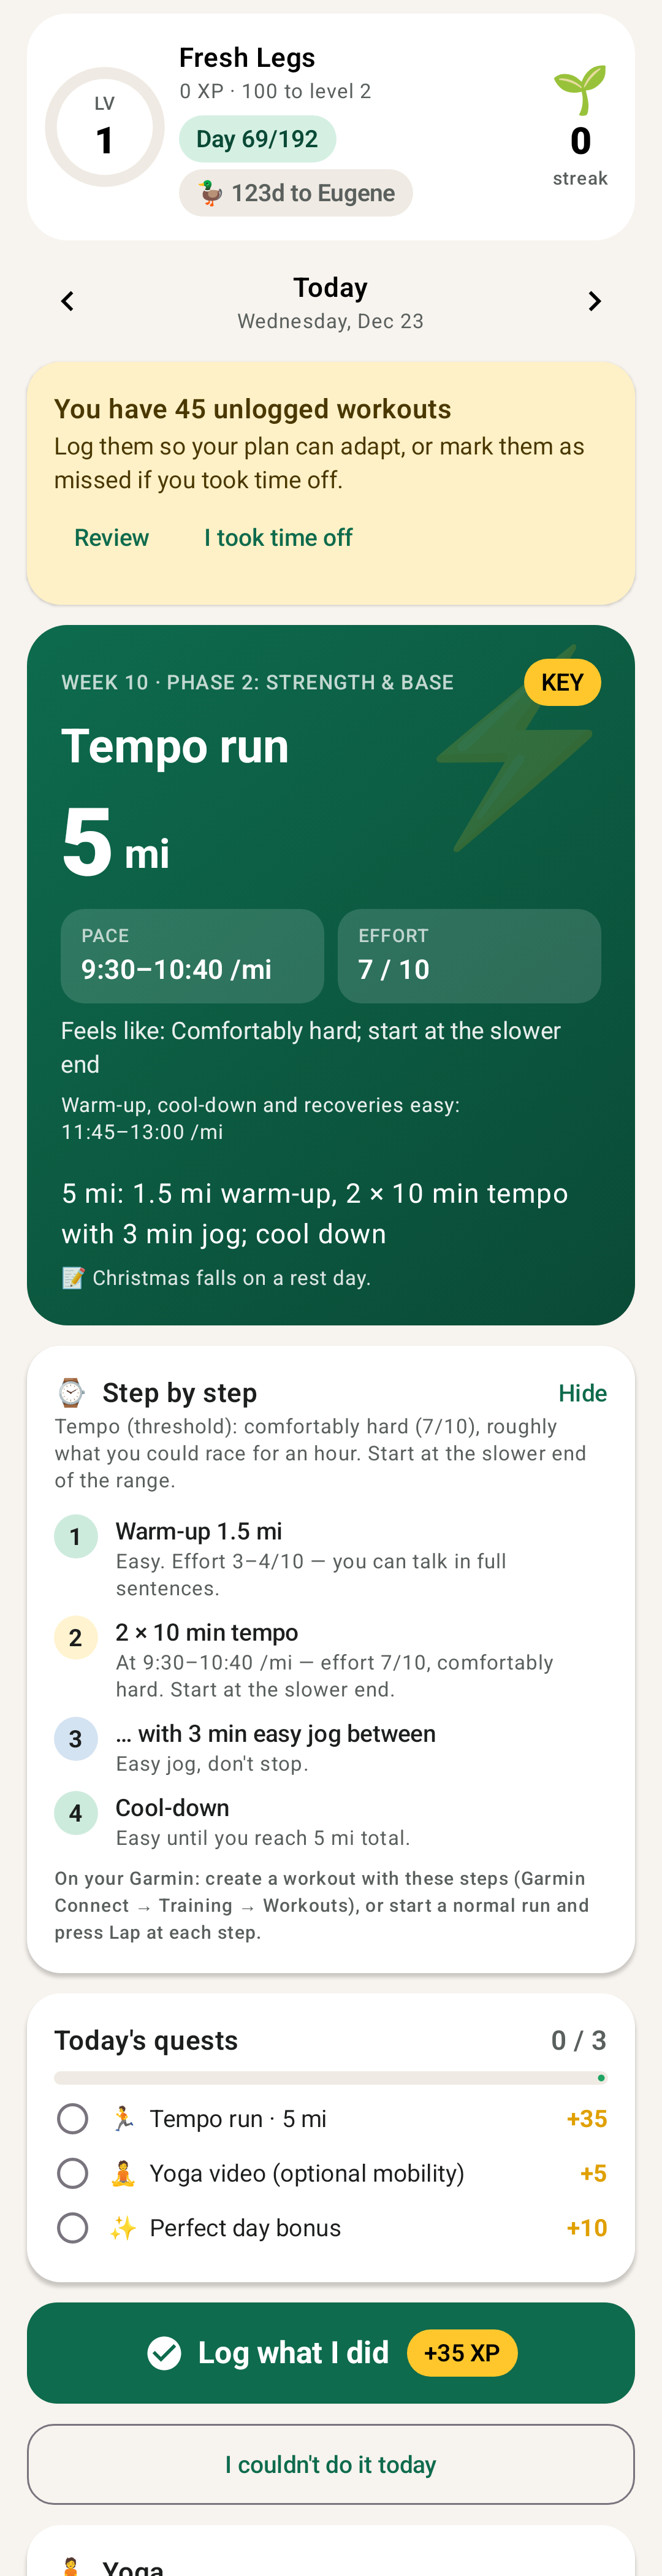 LV
1
Fresh Legs
0 XP · 100 to level 2
Day 69/192
🦆 123d to Eugene
🌱
0
streak
Today
Wednesday, Dec 23
You have 45 unlogged workouts
Log them so your plan can adapt, or mark them as
missed if you took time off.
Review
I took time off
WEEK 10 · PHASE 2: STRENGTH & BASE
KEY
Tempo run
5 mi
PACE
9:30–10:40 /mi
EFFORT
7 / 10
Feels like: Comfortably hard; start at the slower
end
Warm-up, cool-down and recoveries easy:
11:45–13:00 /mi
5 mi: 1.5 mi warm-up, 2 × 10 min tempo
with 3 min jog; cool down
📝 Christmas falls on a rest day.
⌚ Step by step
Hide
Tempo (threshold): comfortably hard (7/10), roughly
what you could race for an hour. Start at the slower end
of the range.
1
Warm-up 1.5 mi
Easy. Effort 3–4/10 — you can talk in full
sentences.
2
2 × 10 min tempo
At 9:30–10:40 /mi — effort 7/10, comfortably
hard. Start at the slower end.
3
… with 3 min easy jog between
Easy jog, don't stop.
4
Cool-down
Easy until you reach 5 mi total.
On your Garmin: create a workout with these steps (Garmin
Connect → Training → Workouts), or start a normal run and
press Lap at each step.
Today's quests
0 / 3
🏃 Tempo run · 5 mi
+35
🧘 Yoga video (optional mobility)
+5
✨ Perfect day bonus
+10
Log what I did
+35 XP
I couldn't do it today
Yoga